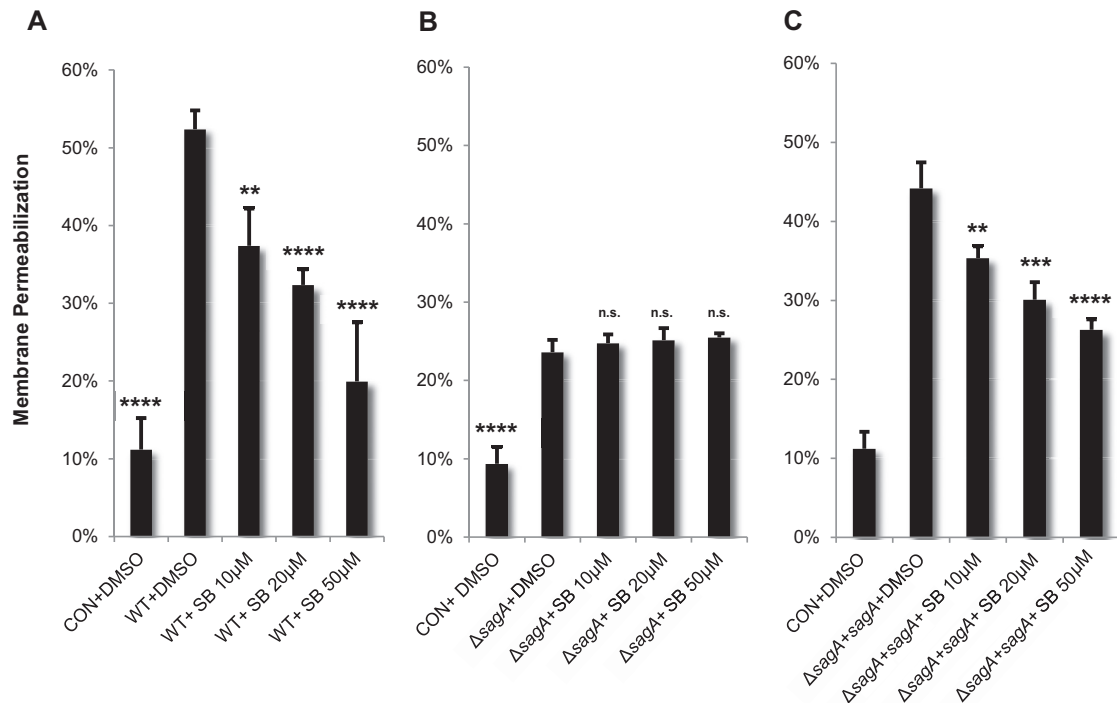 A
B
C
Membrane Permeabilization
60%
50%
40%
30%
20%
10%
0%
****
**
****
****
CON+DMSO
WT+DMSO
WT+ SB 10µM
WT+ SB 20µM
WT+ SB 50µM
60%
50%
40%
30%
20%
10%
0%
****
n.s.
n.s.
n.s.
CON+ DMSO
ΔsagA+DMSO
ΔsagA+ SB 10µM
ΔsagA+ SB 20µM
ΔsagA+ SB 50µM
60%
50%
40%
30%
20%
10%
0%
**
***
****
CON+DMSO
ΔsagA+sagA+DMSO
ΔsagA+sagA+ SB 10µM
ΔsagA+sagA+ SB 20µM
ΔsagA+sagA+ SB 50µM